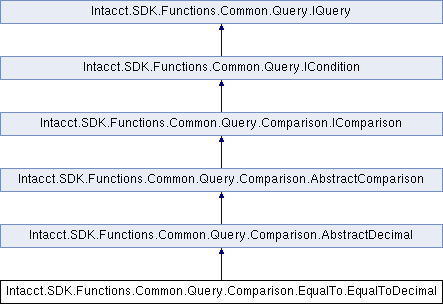 Intacct.SDK.Functions.Common.Query.IQuery
Intacct.SDK.Functions.Common.Query.ICondition
Intacct.SDK.Functions.Common.Query.Comparison.IComparison
Intacct.SDK.Functions.Common.Query.Comparison.AbstractComparison
Intacct.SDK.Functions.Common.Query.Comparison.AbstractDecimal
Intacct.SDK.Functions.Common.Query.Comparison.EqualTo.EqualToDecimal